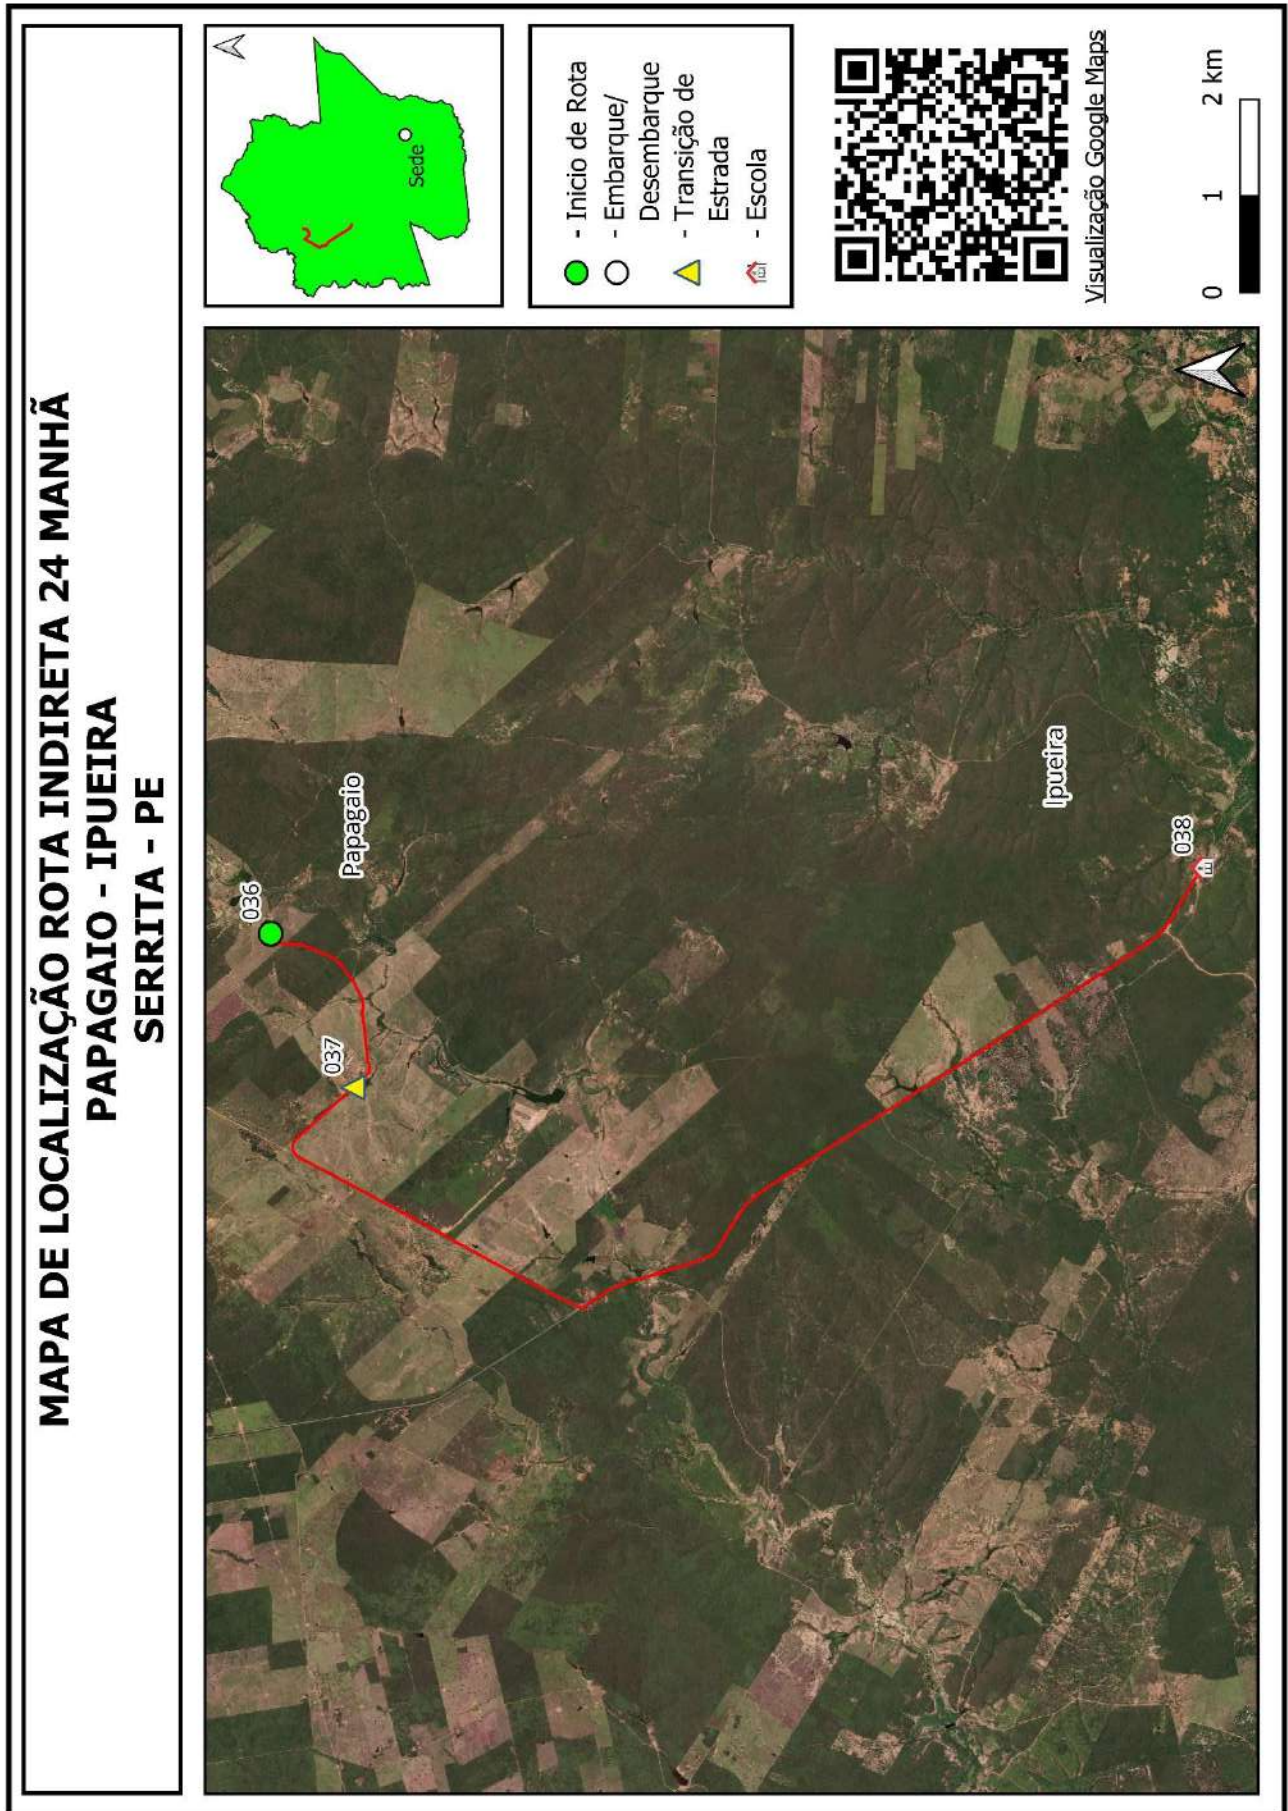 MAPA DE LOCALIZAÇÃO ROTA INDIRETA 24 MANHÃ
PAPAGAIO - IPUEIRA
SERRITA - PE
036
Papagaio
037
Ipueira
038
Sede
- Inicio de Rota
- Embarque/
Desembarque
- Transição de
Estrada
- Escola
Visualização Google Maps
0 1 2 km